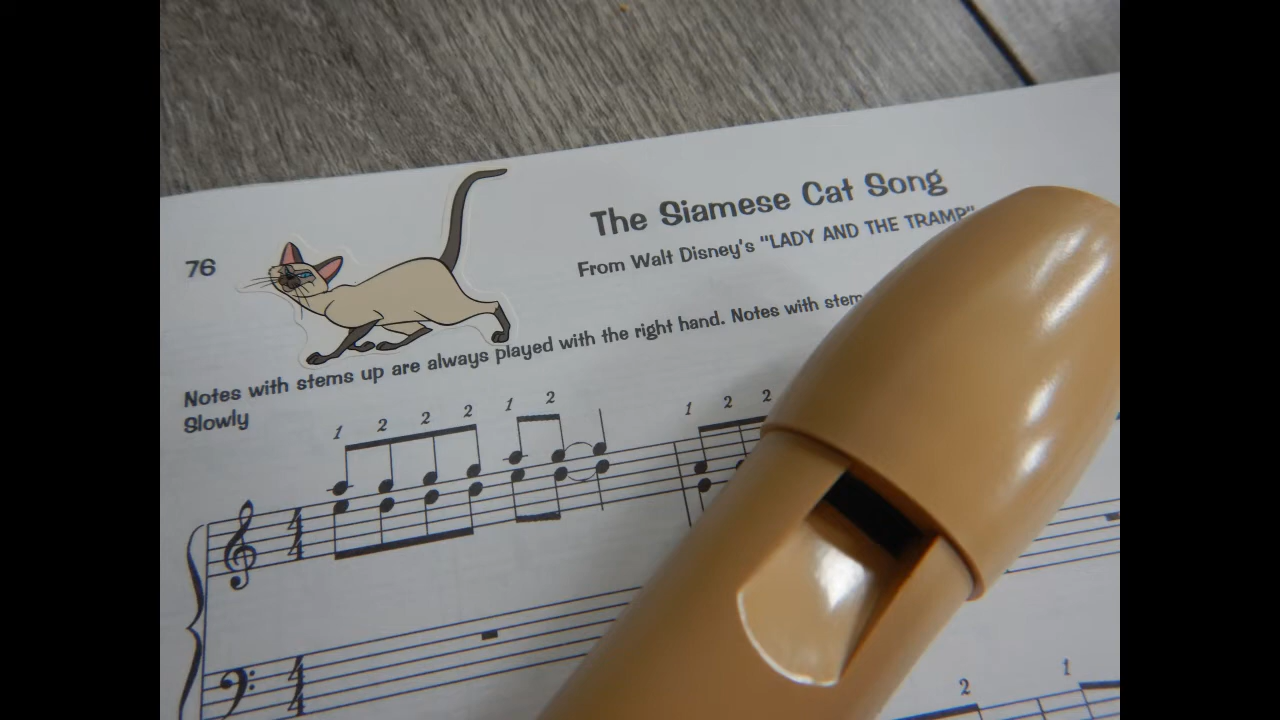 The Siamese Cat Song
76
From Walt Disney's "LADY AND THE TRAMP"
Notes with stems up are always played with the right hand. Notes with stem
Slowly
1 2 2 2 1 2 1 2 2
4
4
4
4
2 1